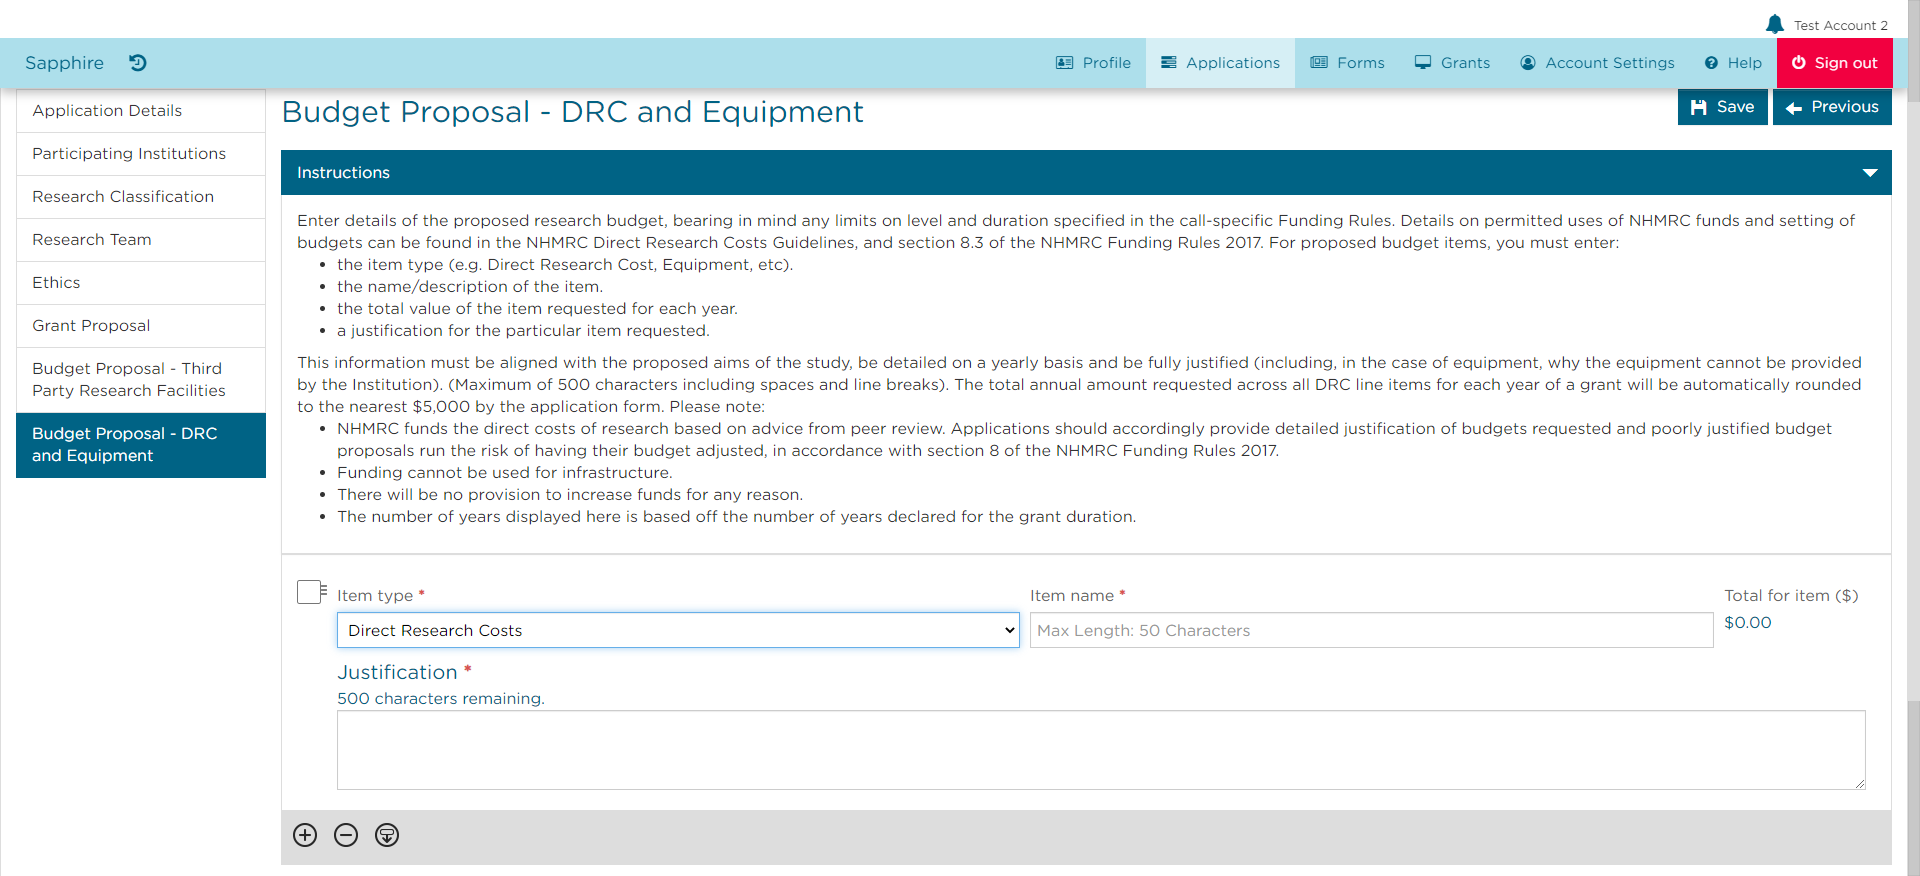 Test Account 2
Sapphire
Profile
Applications
Forms
Grants
Account Settings
Help
Sign out
Application Details
Participating Institutions
Research Classification
Research Team
Ethics
Grant Proposal
Budget Proposal - Third
Party Research Facilities
Budget Proposal - DRC
and Equipment
Budget Proposal - DRC and Equipment
Save
Previous
Instructions
Enter details of the proposed research budget, bearing in mind any limits on level and duration specified in the call-specific Funding Rules. Details on permitted uses of NHMRC funds and setting of
budgets can be found in the NHMRC Direct Research Costs Guidelines, and section 8.3 of the NHMRC Funding Rules 2017. For proposed budget items, you must enter:
• the item type (e.g. Direct Research Cost, Equipment, etc).
• the name/description of the item.
• the total value of the item requested for each year.
• a justification for the particular item requested.
This information must be aligned with the proposed aims of the study, be detailed on a yearly basis and be fully justified (including, in the case of equipment, why the equipment cannot be provided
by the Institution). (Maximum of 500 characters including spaces and line breaks). The total annual amount requested across all DRC line items for each year of a grant will be automatically rounded
to the nearest $5,000 by the application form. Please note:
• NHMRC funds the direct costs of research based on advice from peer review. Applications should accordingly provide detailed justification of budgets requested and poorly justified budget
proposals run the risk of having their budget adjusted, in accordance with section 8 of the NHMRC Funding Rules 2017.
• Funding cannot be used for infrastructure.
• There will be no provision to increase funds for any reason.
• The number of years displayed here is based off the number of years declared for the grant duration.
Item type *
Item name *
Total for item ($)
Direct Research Costs
Max Length: 50 Characters
$0.00
Justification *
500 characters remaining.